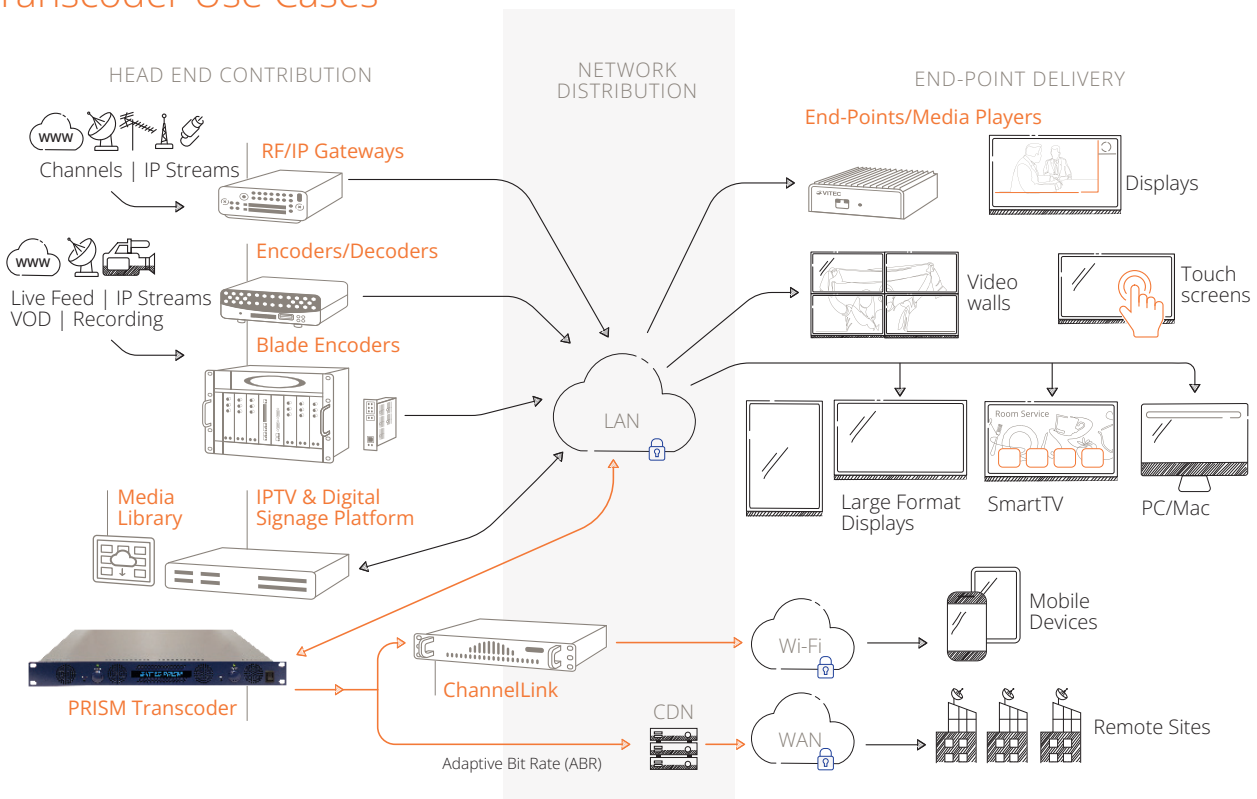 Transcoder Use Cases
HEAD END CONTRIBUTION
NETWORK
DISTRIBUTION
END-POINT DELIVERY
www
Channels | IP Streams
RF/IP Gateways
www
Live Feed | IP Streams
VOD | Recording
Encoders/Decoders
Blade Encoders
Media
Library
IPTV & Digital
Signage Platform
PRISM Transcoder
LAN
ChannelLink
CDN
Adaptive Bit Rate (ABR)
End-Points/Media Players
VITEC
Displays
Video
walls
Touch
screens
Large Format
Displays
Room Service
SmartTV
PC/Mac
Wi-Fi
Mobile
Devices
WAN
Remote Sites